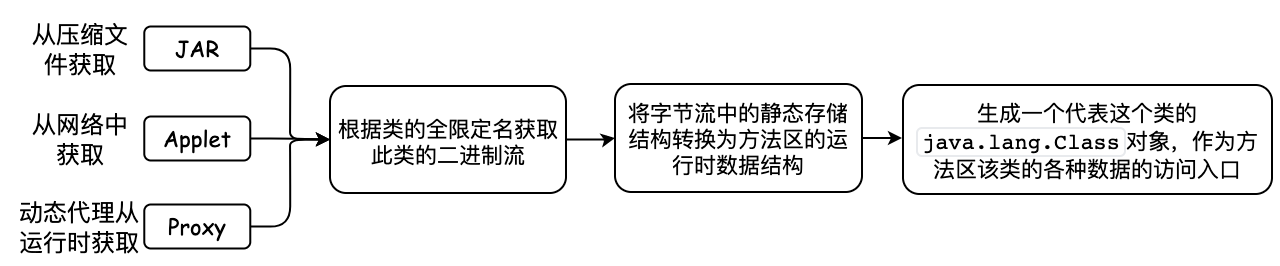 从压缩文
件获取
JAR
从网络中
获取
Applet
动态代理从
运行时获取
Proxy
根据类的全限定名获取
此类的二进制流
将字节流中的静态存储
结构转换为方法区的运
行时数据结构
生成一个代表这个类的
java.lang.Class对象，作为方
法区该类的各种数据的访问入口